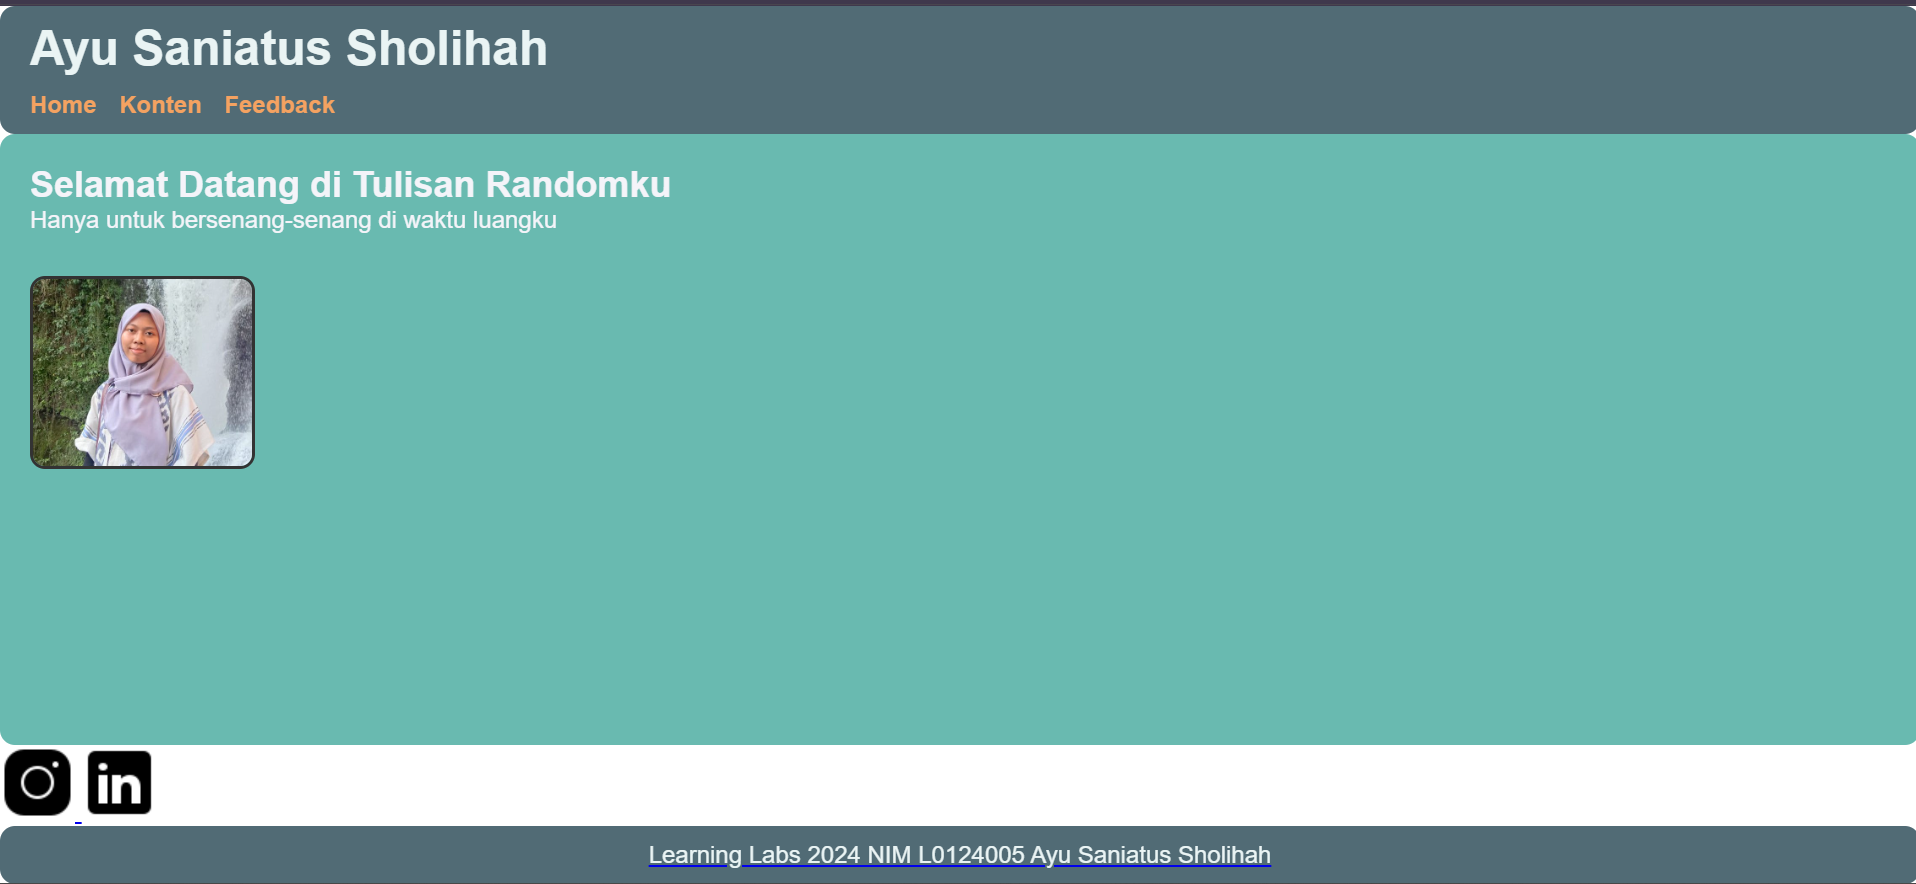 Ayu Saniatus Sholihah
Home Konten Feedback
Selamat Datang di Tulisan Randomku
Hanya untuk bersenang-senang di waktu luangku
in
Learning Labs 2024 NIM L0124005 Ayu Saniatus Sholihah